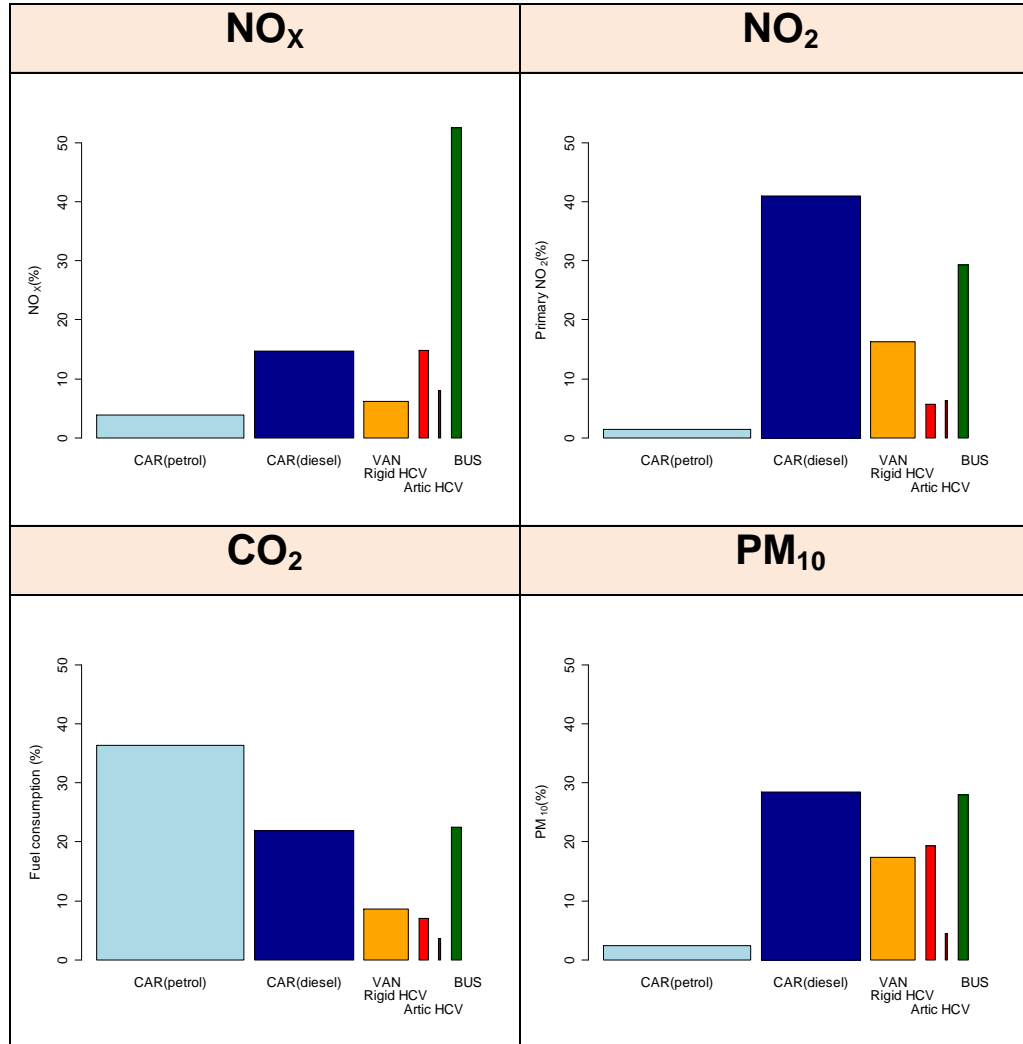 NOX
NO2
50
40
30
20
10
0
NOX(%)
CAR(petrol) CAR(diesel) VAN BUS
Rigid HCV
Artic HCV
50
40
30
20
10
0
Primary NO2(%)
CAR(petrol) CAR(diesel) VAN BUS
Rigid HCV
Artic HCV
CO2
PM10
50
40
30
20
10
0
Fuel consumption (%)
CAR(petrol) CAR(diesel) VAN BUS
Rigid HCV
Artic HCV
50
40
30
20
10
0
PM10(%)
CAR(petrol) CAR(diesel) VAN BUS
Rigid HCV
Artic HCV